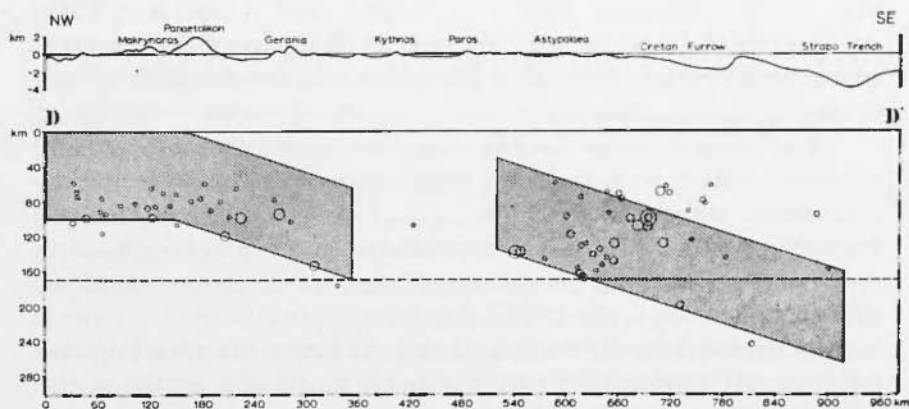 NW SE
Panaetolikon
Makrynoros Gerania Kythnos Paros Astypalaea Cretan Furrow Strabo Trench
km 2
0
-2
-4
D D'
km 0
40
80
120
160
200
240
280
0 60 120 180 240 300 360 420 480 540 600 660 720 780 840 900 960 km